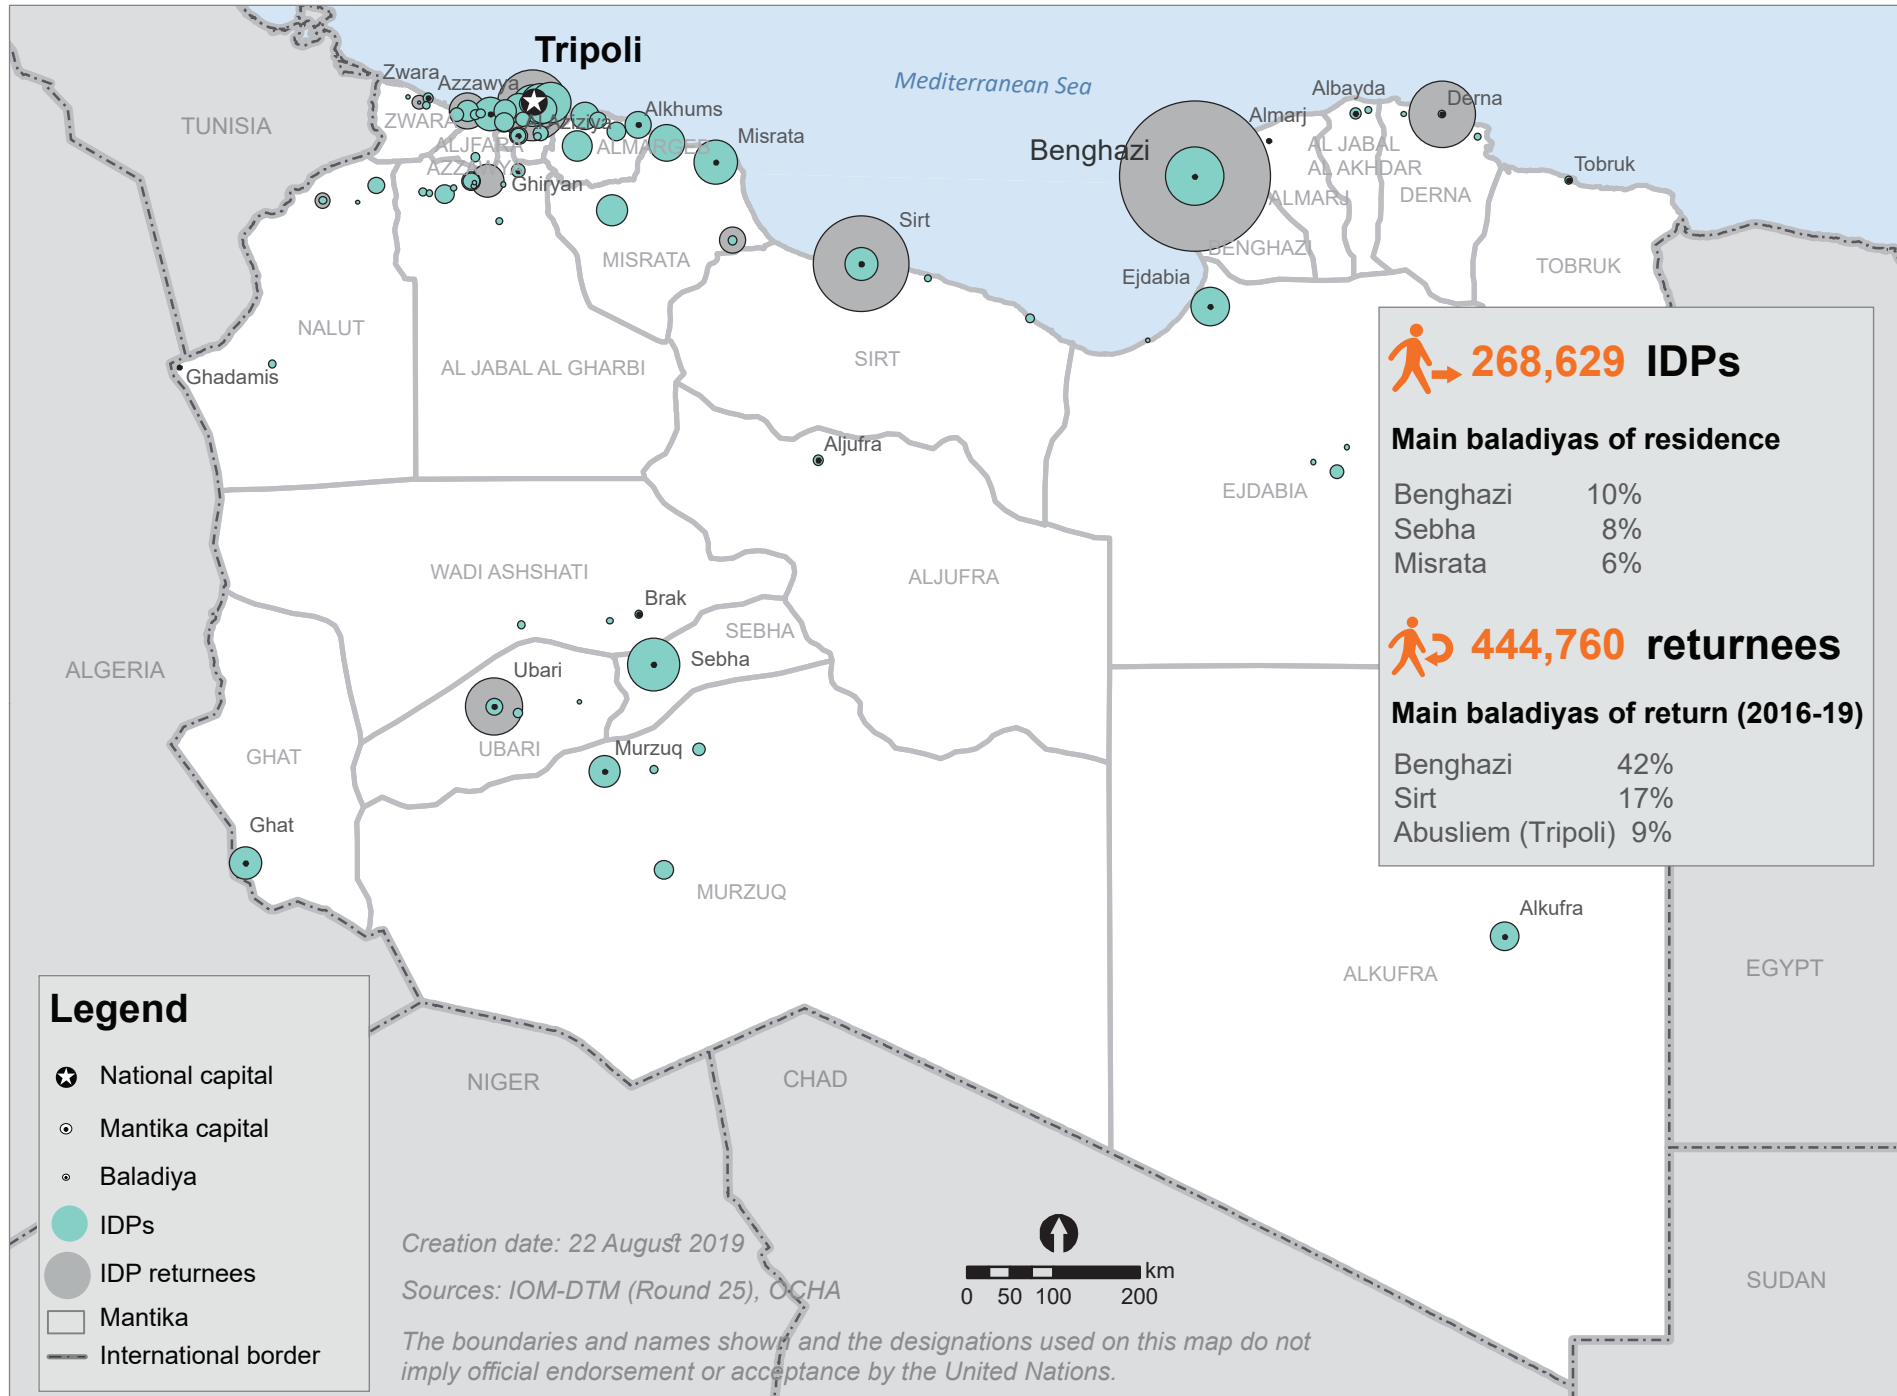 Tripoli
Zwara
Azzawya
Mediterranean Sea
Albayda
Derna
Alkhums
Almarj
TUNISIA
ZWARA
Al Aziziya
Misrata
ALJFARA
ALMARGEB
Benghazi
AL JABAL
AL AKHDAR
AZZAWYA
Ghiryan
Tobruk
ALMARJ
DERNA
Sirt
BENGHAZI
MISRATA
TOBRUK
Ejdabia
NALUT
SIRT
AL JABAL AL GHARBI
Ghadamis
Aljufra
EJDABIA
WADI ASHSHATI
ALJUFRA
Brak
SEBHA
Sebha
ALGERIA
Ubari
UBARI
Murzuq
GHAT
Ghat
MURZUQ
Alkufra
ALKUFRA
EGYPT
NIGER
CHAD
SUDAN
268,629 IDPs
Main baladiyas of residence
Benghazi 10%
Sebha 8%
Misrata 6%
444,760 returnees
Main baladiyas of return (2016-19)
Benghazi 42%
Sirt 17%
Abusliem (Tripoli) 9%
Legend
National capital
Mantika capital
Baladiya
IDPs
IDP returnees
Mantika
International border
Creation date: 22 August 2019
Sources: IOM-DTM (Round 25), OCHA
km
0 50 100 200
The boundaries and names shown and the designations used on this map do not
imply official endorsement or acceptance by the United Nations.